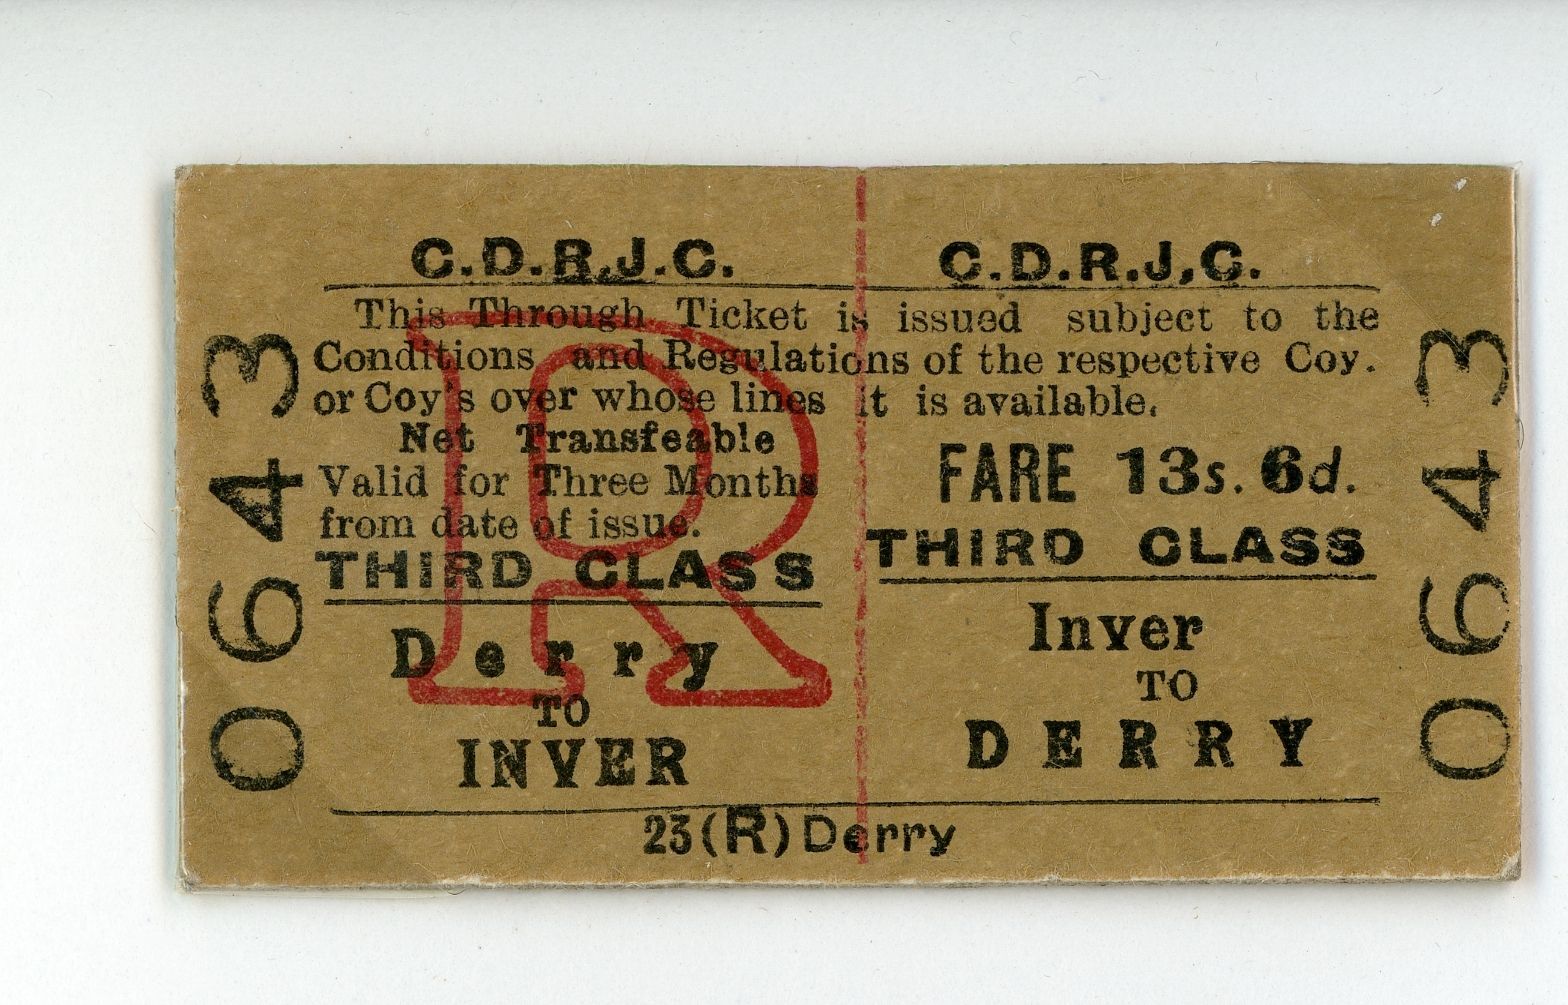 C.D.R.J.C. C.D.R.J.C.
This Through Ticket is issued subject to the
Conditions and Regulations of the respective Coy.
or Coy's over whose lines it is available.
Net Transfeable
Valid for Three Months
from date of issue.
THIRD CLASS
Derry
TO
INVER
FARE 13s. 6d.
THIRD CLASS
Inver
TO
DERRY
23(R) Derry
R
0643
0643